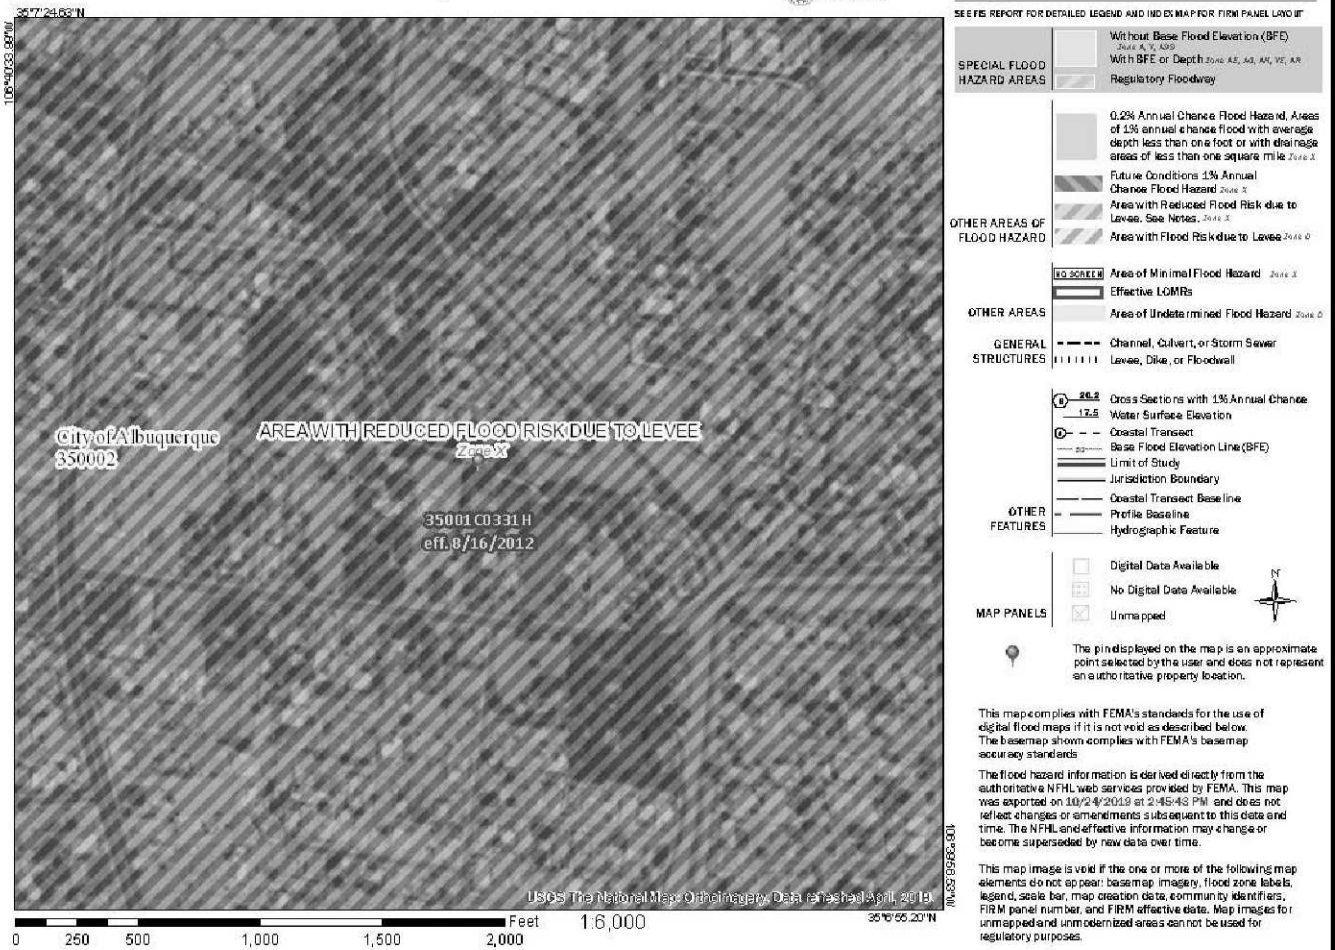 SEE FIS REPORT FOR DETAILED LEGEND AND INDEX MAP FOR FIRM PANEL LAYOUT
35°7'24.63"N
106°40'33.99"W
City of Albuquerque
350002
AREA WITH REDUCED FLOOD RISK DUE TO LEVEE
Zone X
35001C0331H
eff. 8/16/2012
USGS The National Map: Orthoimagery. Data refreshed April, 2019.
35°6'55.20"N
Feet
1:6,000
0
250
500
1,000
1,500
2,000
SPECIAL FLOOD
HAZARD AREAS
Without Base Flood Elevation (BFE)
Zone A, V, A99
With BFE or Depth Zone AE, AO, AH, VE, AR
Regulatory Floodway
OTHER AREAS OF
FLOOD HAZARD
0.2% Annual Chance Flood Hazard, Areas
of 1% annual chance flood with average
depth less than one foot or with drainage
areas of less than one square mile Zone X
Future Conditions 1% Annual
Chance Flood Hazard Zone X
Area with Reduced Flood Risk due to
Levee. See Notes. Zone X
Area with Flood Risk due to Levee Zone D
OTHER AREAS
NO SCREEN Area of Minimal Flood Hazard Zone X
Effective LOMRs
Area of Undetermined Flood Hazard Zone D
GENERAL
STRUCTURES
Channel, Culvert, or Storm Sewer
Levee, Dike, or Floodwall
OTHER
FEATURES
B 20.2 Cross Sections with 1% Annual Chance
17.5 Water Surface Elevation
Coastal Transect
Base Flood Elevation Line (BFE)
Limit of Study
Jurisdiction Boundary
Coastal Transect Baseline
Profile Baseline
Hydrographic Feature
MAP PANELS
Digital Data Available
No Digital Data Available
Unmapped
N
The pin displayed on the map is an approximate
point selected by the user and does not represent
an authoritative property location.
This map complies with FEMA's standards for the use of
digital flood maps if it is not void as described below.
The basemap shown complies with FEMA's basemap
accuracy standards
The flood hazard information is derived directly from the
authoritative NFHL web services provided by FEMA. This map
was exported on 10/24/2019 at 2:45:43 PM and does not
reflect changes or amendments subsequent to this date and
time. The NFHL and effective information may change or
become superseded by new data over time.
This map image is void if the one or more of the following map
elements do not appear: basemap imagery, flood zone labels,
legend, scale bar, map creation date, community identifiers,
FIRM panel number, and FIRM effective date. Map images for
unmapped and unmodernized areas cannot be used for
regulatory purposes.